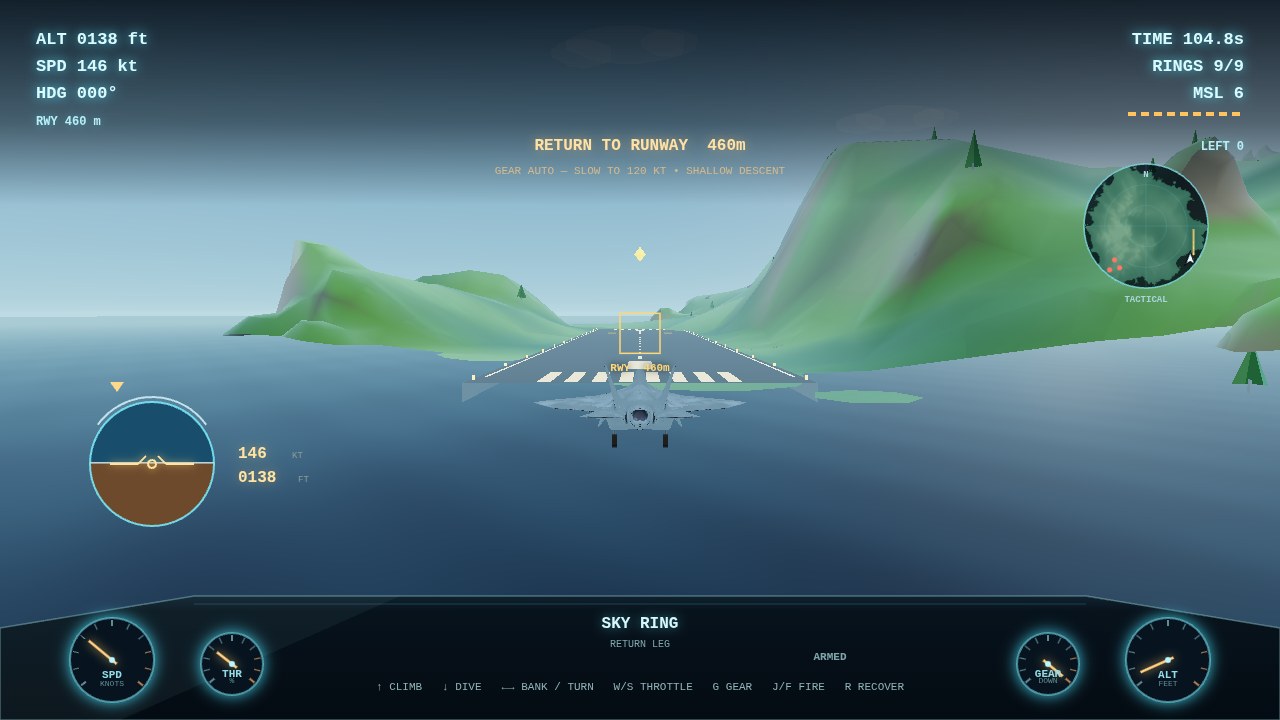 ALT 0138 ft
SPD 146 kt
HDG 000°
RWY 460 m
TIME 104.8s
RINGS 9/9
MSL 6
LEFT 0
RETURN TO RUNWAY 460m
GEAR AUTO — SLOW TO 120 KT • SHALLOW DESCENT
N
TACTICAL
RWY 460m
146 KT
0138 FT
SKY RING
RETURN LEG
ARMED
SPD
KNOTS
THR
%
GEAR
DOWN
ALT
FEET
↑ CLIMB ↓ DIVE ←→ BANK / TURN W/S THROTTLE G GEAR J/F FIRE R RECOVER